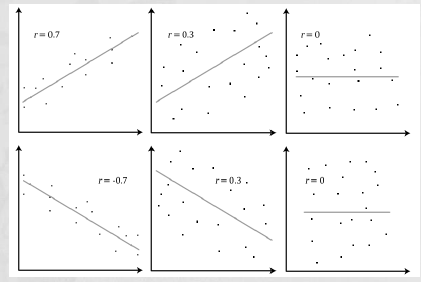 r = 0.7
r = 0.3
r = 0
r = -0.7
r = 0.3
r = 0